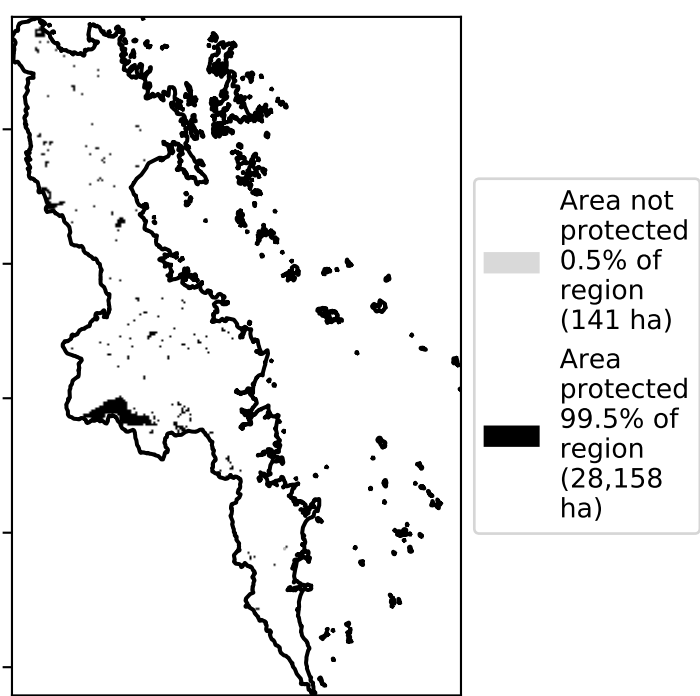 Area not
protected
0.5% of
region
(141 ha)
Area
protected
99.5% of
region
(28,158
ha)